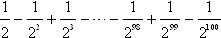 1/2 - 1/2² + 1/2³ - ··· - 1/2⁹⁸ + 1/2⁹⁹ - 1/2¹⁰⁰